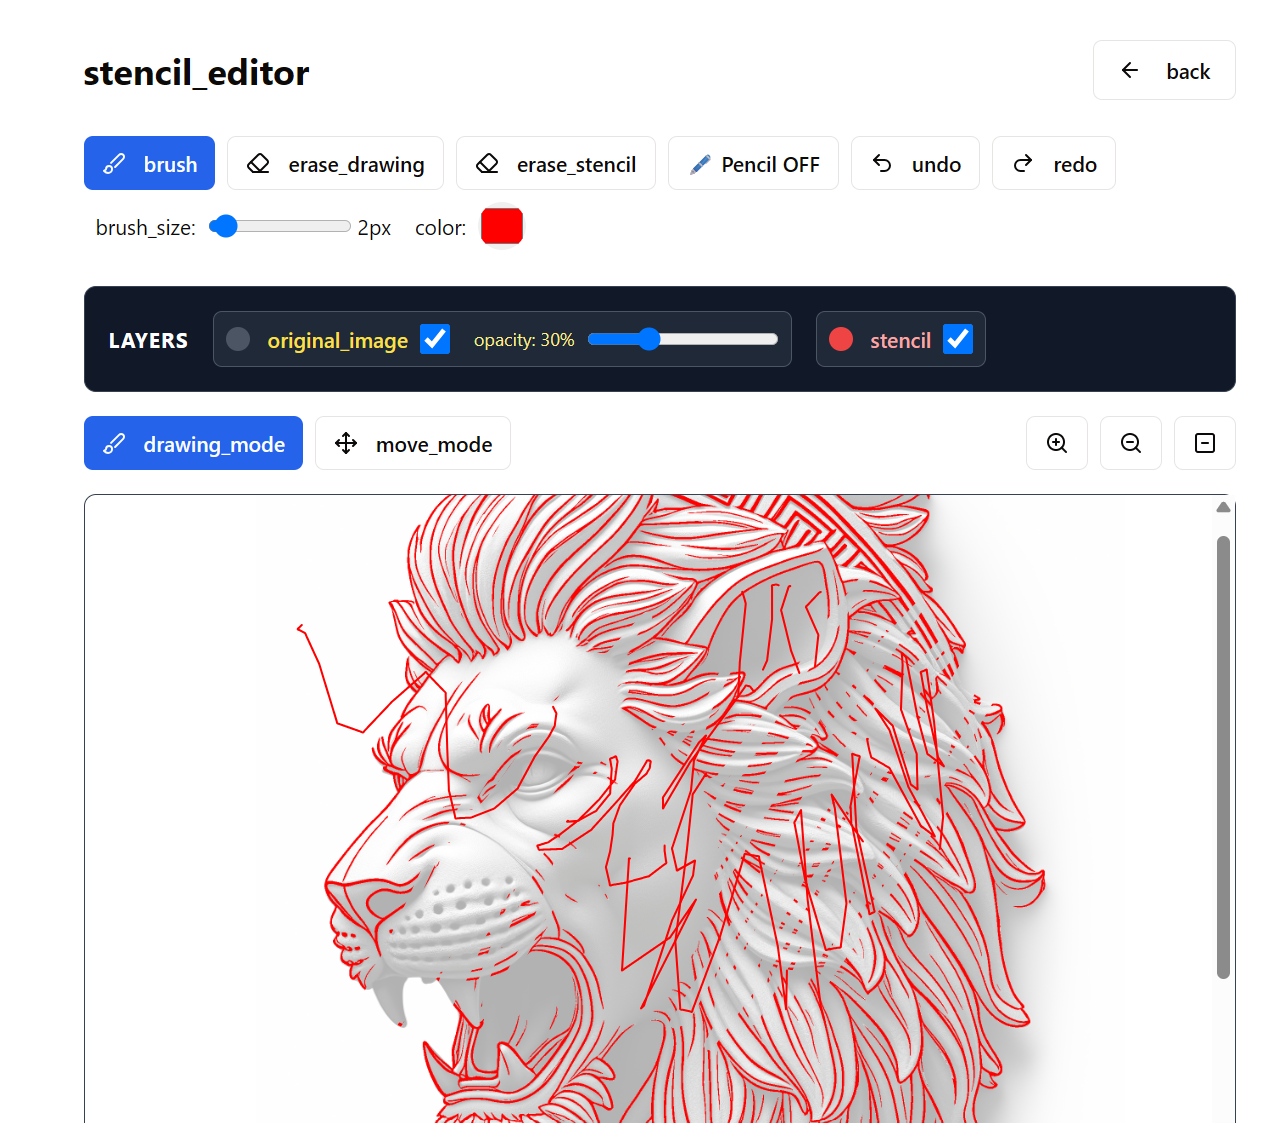 stencil_editor
back
brush erase_drawing erase_stencil Pencil OFF undo redo
brush_size: 2px color:
LAYERS original_image opacity: 30% stencil
drawing_mode move_mode